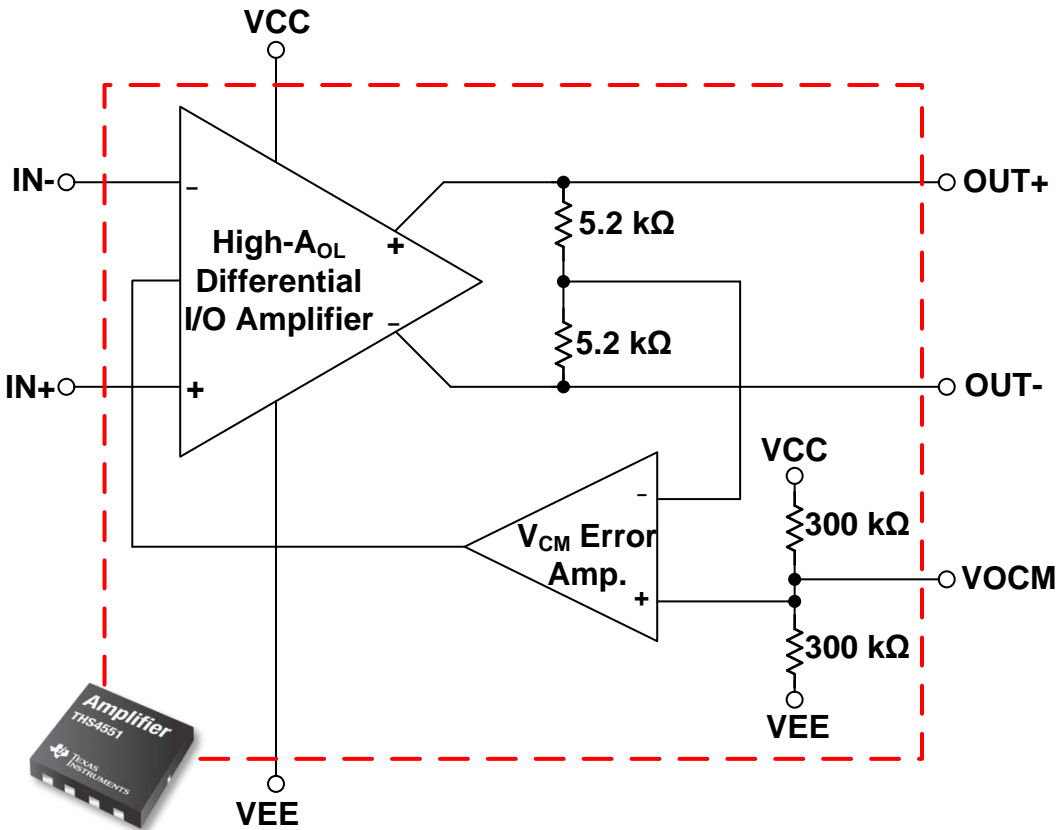 VCC
IN-
−
High-AOL
Differential
I/O Amplifier
+
−
IN+
+
OUT+
5.2 kΩ
5.2 kΩ
OUT-
VCC
300 kΩ
VOCM
300 kΩ
VEE
−
VCM Error
Amp.
+
Amplifier
THS4551
TEXAS
INSTRUMENTS
VEE